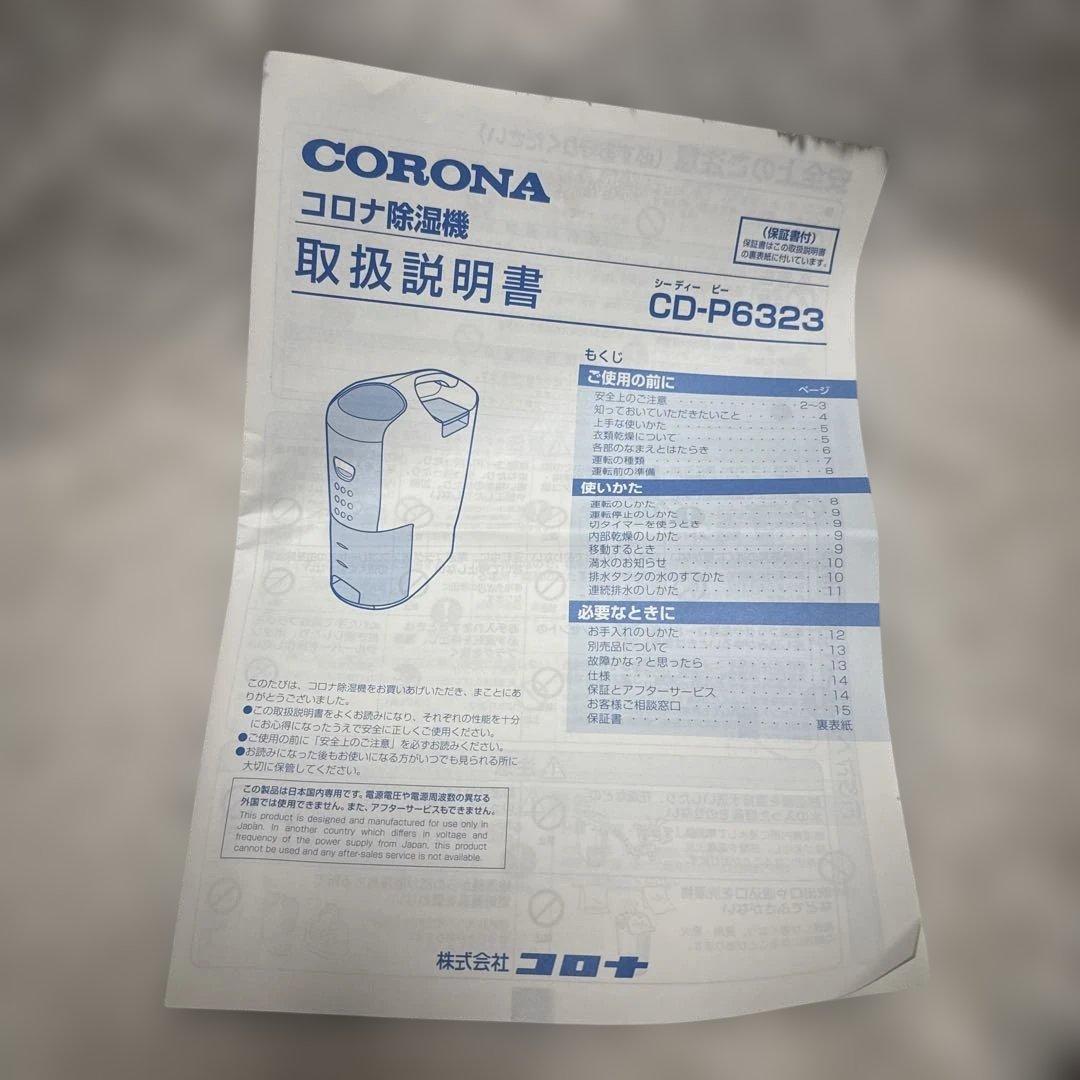 CORONA
コロナ除湿機
取扱説明書
(保証書付)
保証書はこの取扱説明書
の裏表紙に付いています。
シーディー ピー
CD-P6323
もくじ
ご使用の前に ページ
安全上のご注意 2〜3
知っておいていただきたいこと 4
上手な使いかた 5
衣類乾燥について 5
各部のなまえとはたらき 6
運転の種類 7
運転前の準備 8
使いかた
運転のしかた 8
運転停止のしかた 9
切タイマーを使うとき 9
内部乾燥のしかた 9
移動するとき 9
満水のお知らせ 10
排水タンクの水のすてかた 10
連続排水のしかた 11
必要なときに
お手入れのしかた 12
別売品について 13
故障かな?と思ったら 13
仕様 14
保証とアフターサービス 14
お客様ご相談窓口 15
保証書 裏表紙
このたびは、コロナ除湿機をお買いあげいただき、まことにあ
りがとうございました。
●この取扱説明書をよくお読みになり、それぞれの性能を十分
にお心得になったうえで安全に正しくご使用ください。
●ご使用の前に「安全上のご注意」を必ずお読みください。
●お読みになった後もお使いになる方がいつでも見られる所に
大切に保管してください。
この製品は日本国内専用です。電源電圧や電源周波数の異なる
外国では使用できません。また、アフターサービスもできません。
This product is designed and manufactured for use only in
Japan. In another country which differs in voltage and
frequency of the power supply from Japan, this product
cannot be used and any after-sales service is not available.
株式会社 コロナ